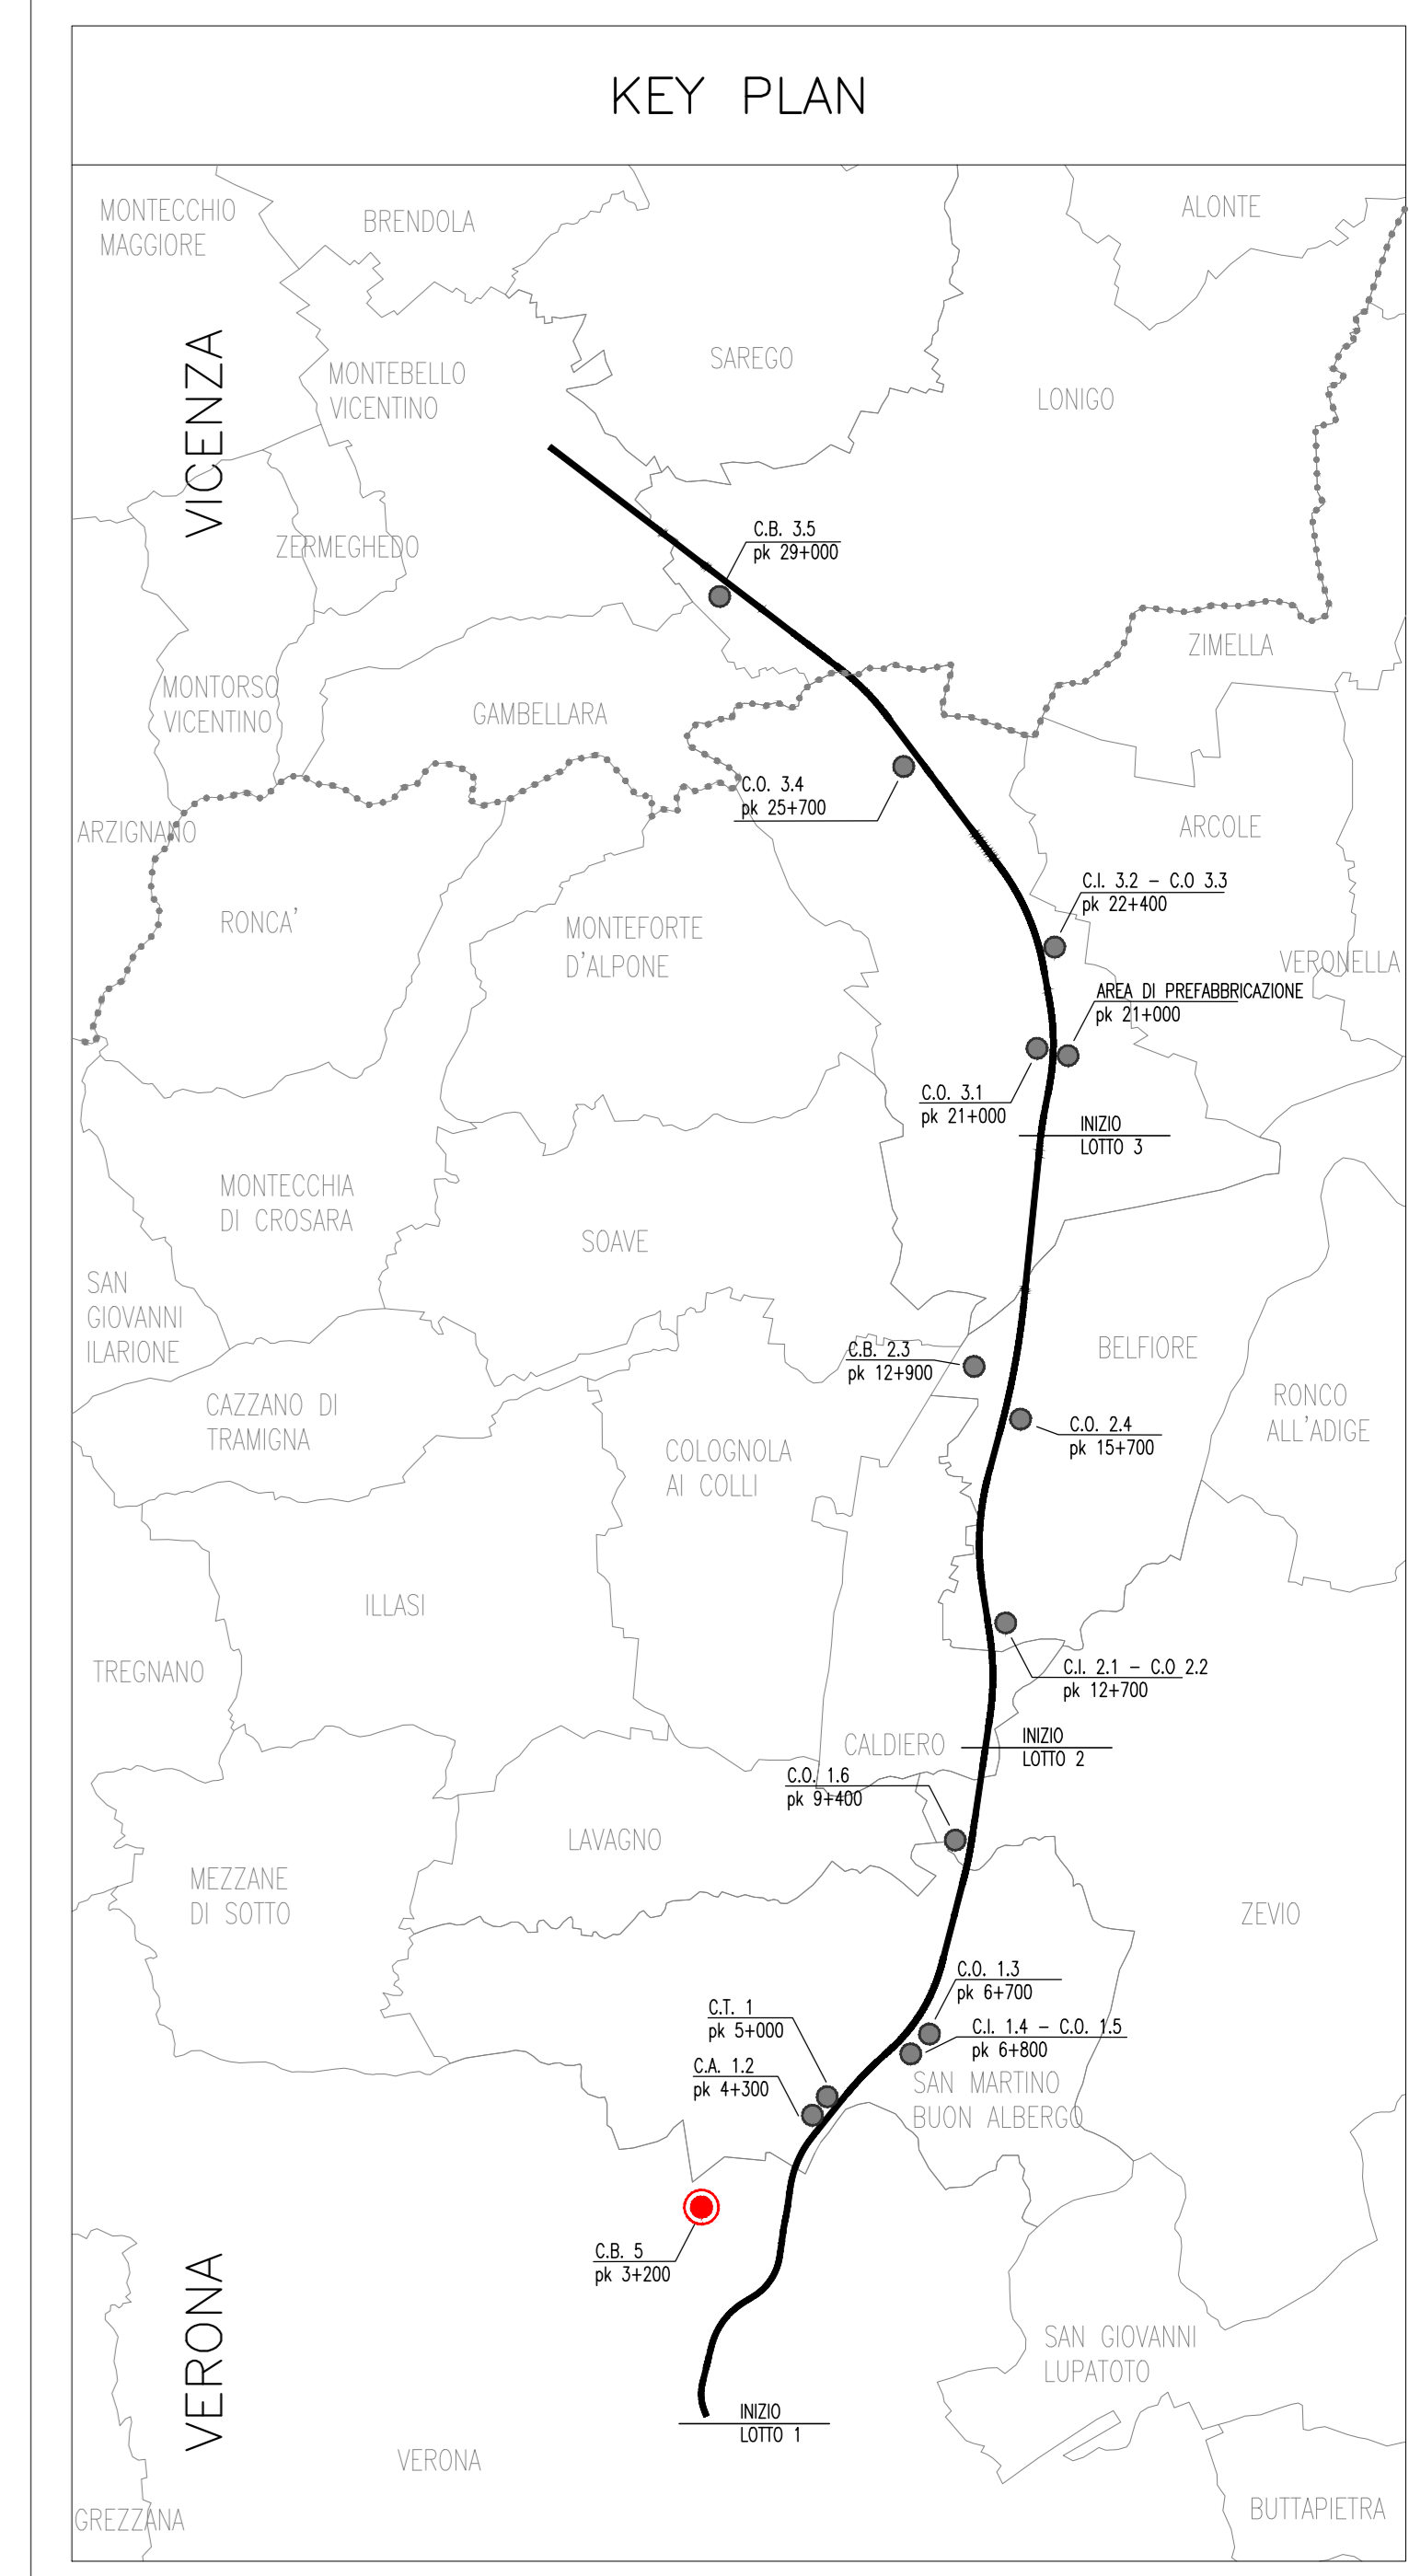 KEY PLAN
MONTECCHIO
MAGGIORE
BRENDOLA
ALONTE
VICENZA
SAREGO
MONTEBELLO
VICENTINO
LONIGO
C.B. 3.5
pk 29+000
ZERMEGHEDO
ZIMELLA
MONTORSO
VICENTINO
GAMBELLARA
C.O. 3.4
pk 25+700
ARZIGNANO
ARCOLE
C.I. 3.2 - C.O 3.3
pk 22+400
RONCA'
MONTEFORTE
D'ALPONE
VERONELLA
AREA DI PREFABBRICAZIONE
pk 21+000
C.O. 3.1
pk 21+000
INIZIO
LOTTO 3
MONTECCHIA
DI CROSARA
SOAVE
SAN
GIOVANNI
ILARIONE
C.B. 2.3
pk 12+900
BELFIORE
CAZZANO DI
TRAMIGNA
RONCO
ALL'ADIGE
C.O. 2.4
pk 15+700
COLOGNOLA
AI COLLI
ILLASI
TREGNANO
C.I. 2.1 - C.O 2.2
pk 12+700
CALDIERO
INIZIO
LOTTO 2
C.O. 1.6
pk 9+400
LAVAGNO
MEZZANE
DI SOTTO
ZEVIO
C.O. 1.3
pk 6+700
C.T. 1
pk 5+000
C.I. 1.4 - C.O. 1.5
pk 6+800
C.A. 1.2
pk 4+300
SAN MARTINO
BUON ALBERGO
C.B. 5
pk 3+200
VERONA
SAN GIOVANNI
LUPATOTO
INIZIO
LOTTO 1
VERONA
GREZZANA
BUTTAPIETRA